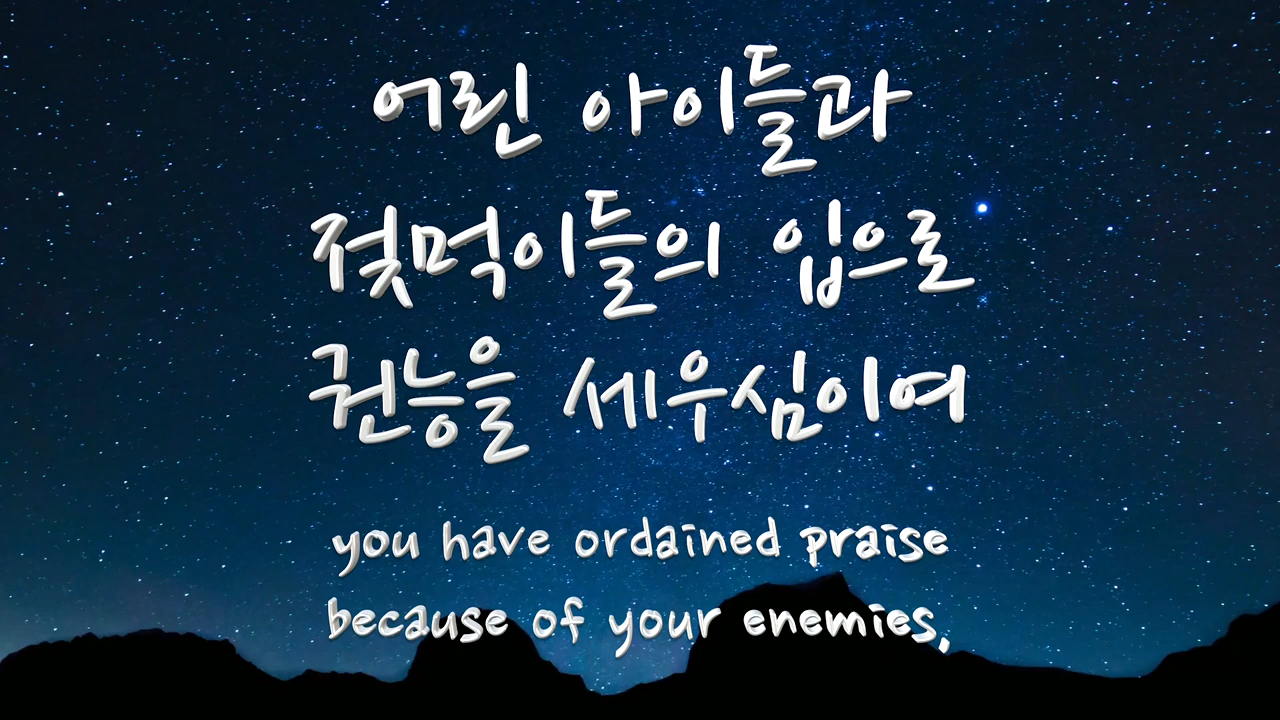 어린 아이들과
젖먹이들의 입으로
권능을 세우심이여
you have ordained praise
because of your enemies,